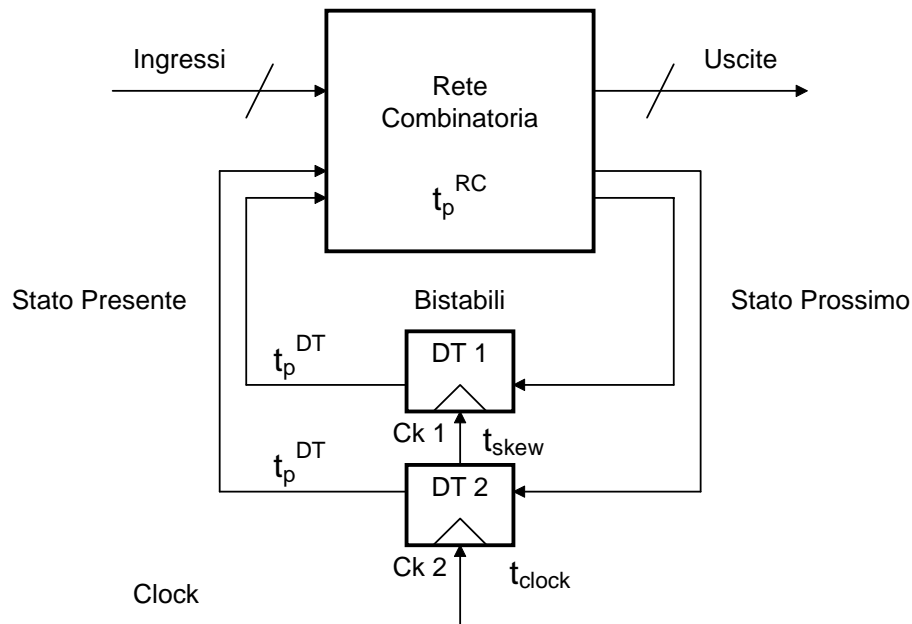 Ingressi
Uscite
Rete
Combinatoria
t_p^RC
Stato Presente
Bistabili
Stato Prossimo
t_p^DT
DT 1
Ck 1
t_skew
t_p^DT
DT 2
Ck 2
t_clock
Clock